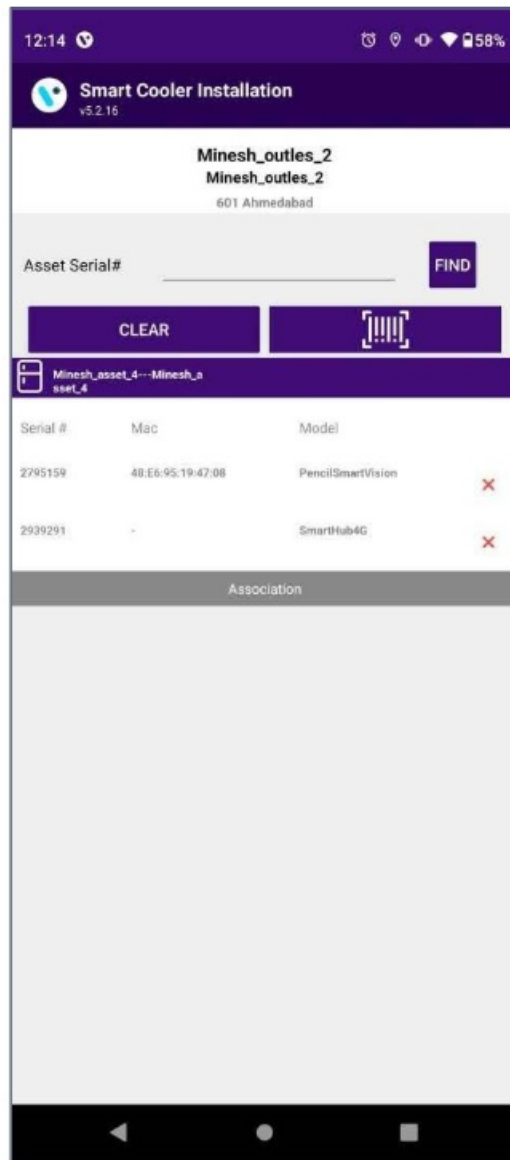 12:14 58%
Smart Cooler Installation
v5.2.16
Minesh_outles_2
Minesh_outles_2
601 Ahmedabad
Asset Serial# FIND
CLEAR
Minesh_asset_4---Minesh_a
sset_4
Serial # Mac Model
2795159 48:E6:95:19:47:08 PencilSmartVision
2939291 - SmartHub4G
Association